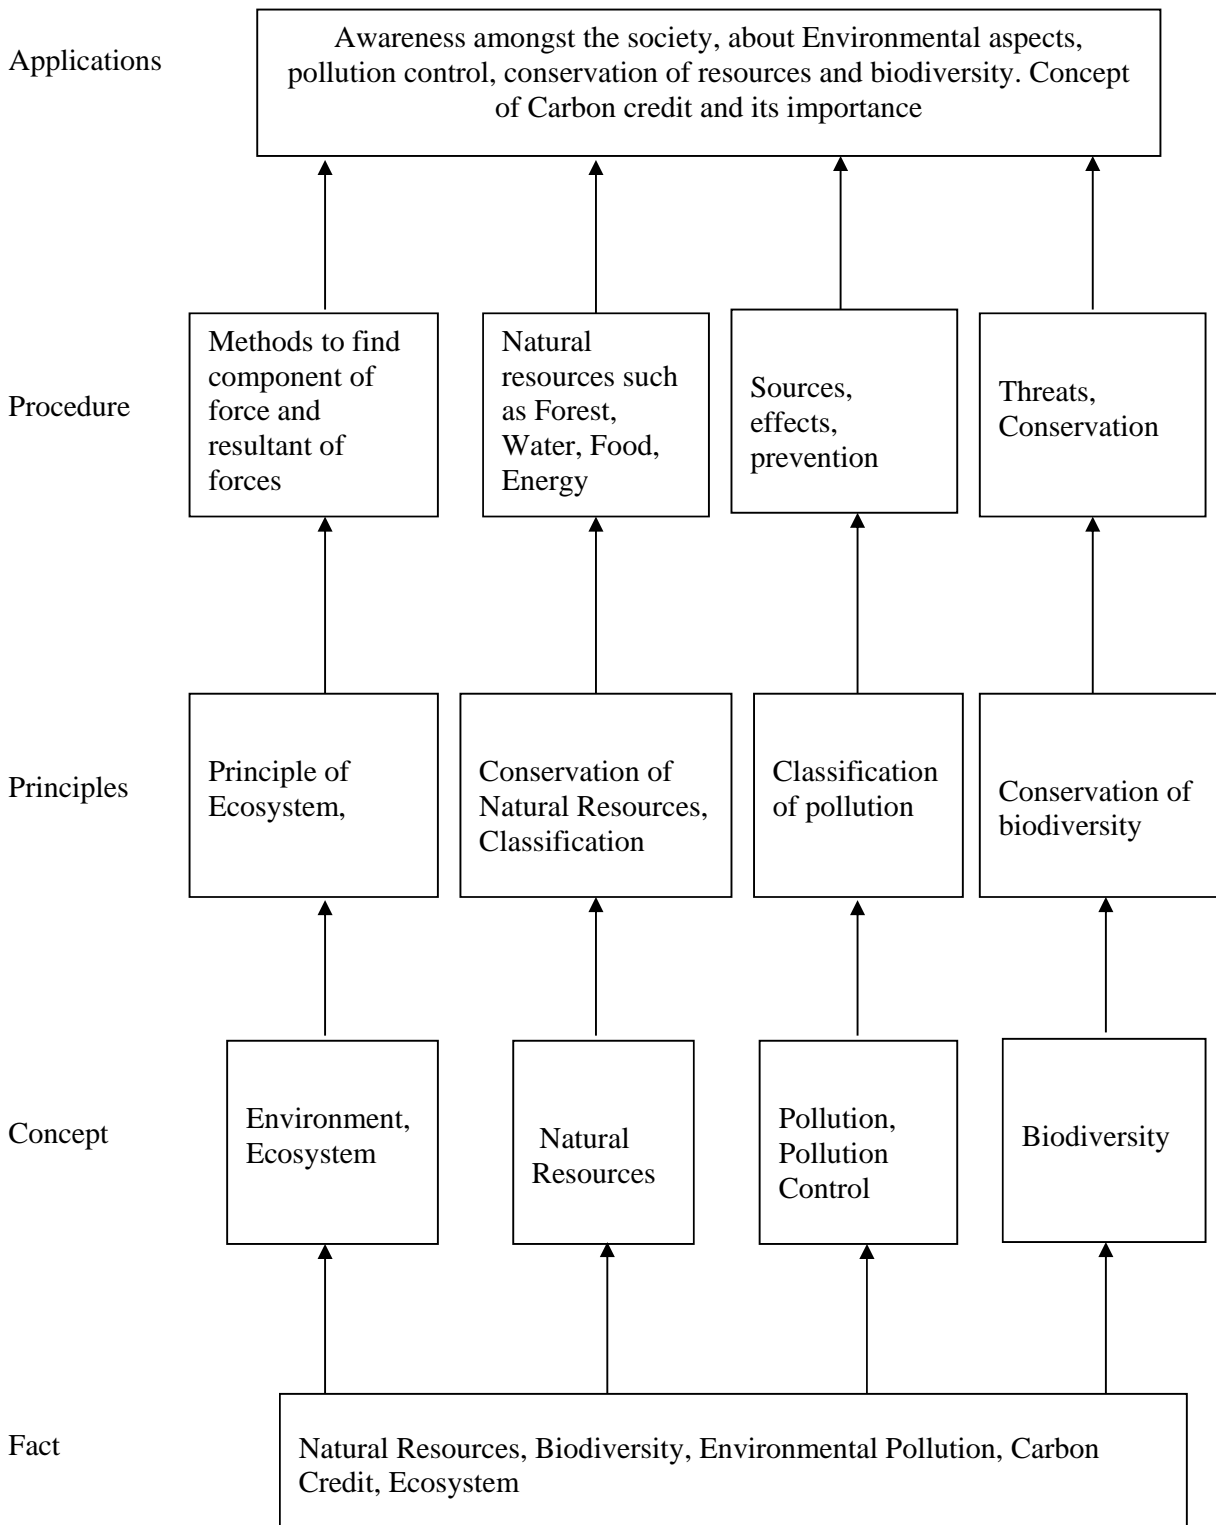 Applications
Awareness amongst the society, about Environmental aspects,
pollution control, conservation of resources and biodiversity. Concept
of Carbon credit and its importance
Procedure
Methods to find
component of
force and
resultant of
forces
Natural
resources such
as Forest,
Water, Food,
Energy
Sources,
effects,
prevention
Threats,
Conservation
Principles
Principle of
Ecosystem,
Conservation of
Natural Resources,
Classification
Classification
of pollution
Conservation of
biodiversity
Concept
Environment,
Ecosystem
Natural
Resources
Pollution,
Pollution
Control
Biodiversity
Fact
Natural Resources, Biodiversity, Environmental Pollution, Carbon
Credit, Ecosystem